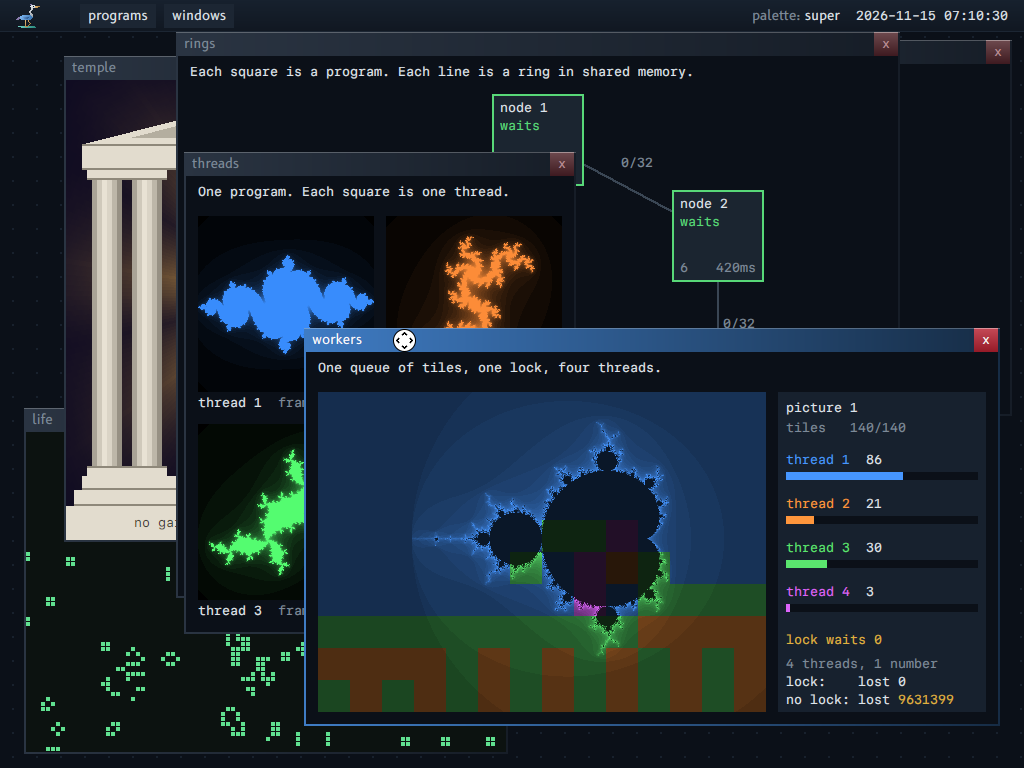 programs windows palette: super 2026-11-15 07:10:30
rings x
x
temple
Each square is a program. Each line is a ring in shared memory.
node 1
waits
0/32
threads x
One program. Each square is one thread.
node 2
waits
6 420ms
0/32
workers x
One queue of tiles, one lock, four threads.
thread 1
life
picture 1
tiles 140/140
thread 1 86
thread 2 21
thread 3 30
thread 4 3
lock waits 0
4 threads, 1 number
lock: lost 0
no lock: lost 9631399
no
thread 3